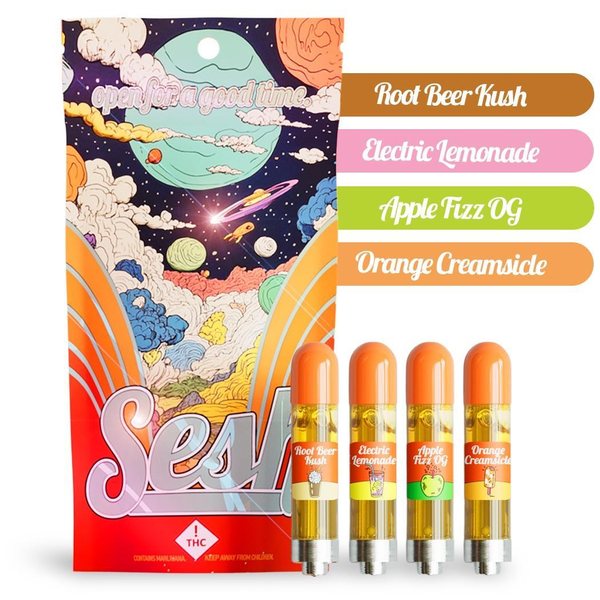 open for a good time.
Root Beer Kush
Electric Lemonade
Apple Fizz OG
Orange Creamsicle
Sesh
Root Beer
Kush
Electric
Lemonade
Apple
Fizz OG
Orange
Creamsicle
!
THC
CONTAINS MARIJUANA. KEEP AWAY FROM CHILDREN.